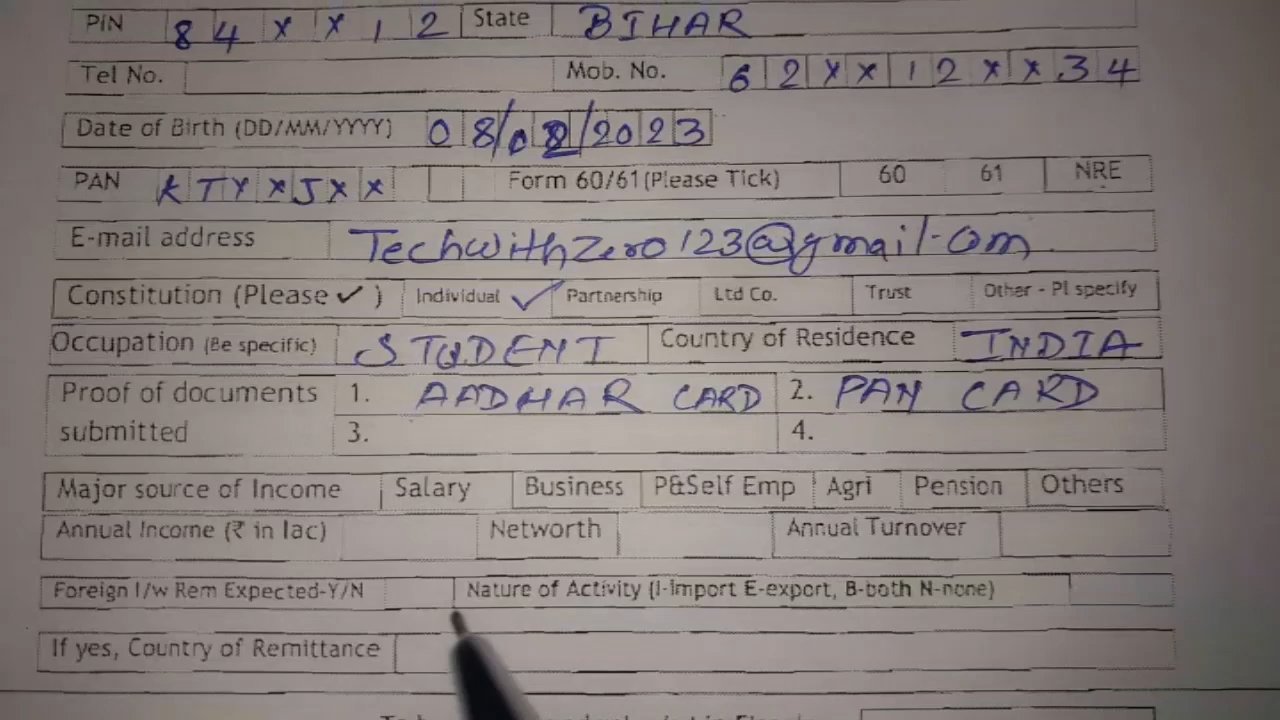 PIN 84xx12 State BIHAR
Tel No. Mob. No. 62xx12xx34
Date of Birth (DD/MM/YYYY) 08/02/2023
PAN KTYxJxx Form 60/61(Please Tick) 60 61 NRE
E-mail address Techwithzero123@gmail.com
Constitution (Please ✓) Individual ✓ Partnership Ltd Co. Trust Other - Pl specify
Occupation (Be specific) STUDENT Country of Residence INDIA
Proof of documents 1. AADHAR CARD 2. PAN CARD
submitted 3. 4.
Major source of Income Salary Business P&Self Emp Agri Pension Others
Annual Income (₹ in lac) Networth Annual Turnover
Foreign I/w Rem Expected-Y/N Nature of Activity (I-Import E-export, B-both N-none)
If yes, Country of Remittance